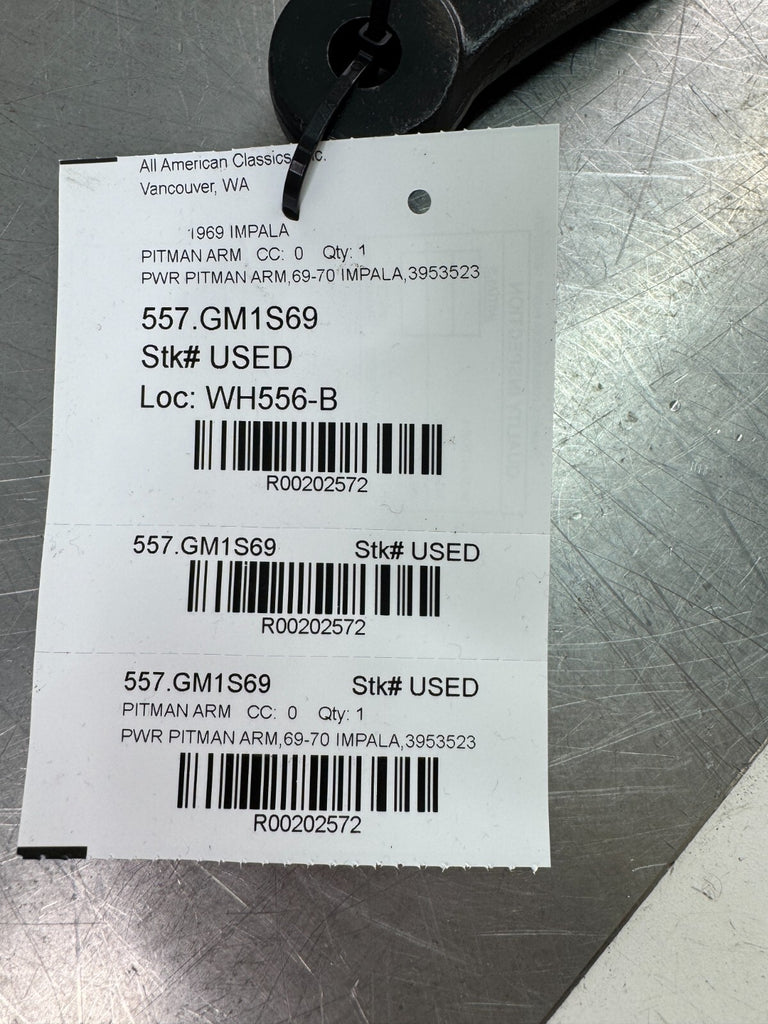 All American Classics
Vancouver, WA
1969 IMPALA
PITMAN ARM CC: 0 Qty: 1
PWR PITMAN ARM,69-70 IMPALA,3953523
557.GM1S69
Stk# USED
Loc: WH556-B
R00202572
557.GM1S69 Stk# USED
R00202572
557.GM1S69 Stk# USED
PITMAN ARM CC: 0 Qty: 1
PWR PITMAN ARM,69-70 IMPALA,3953523
R00202572